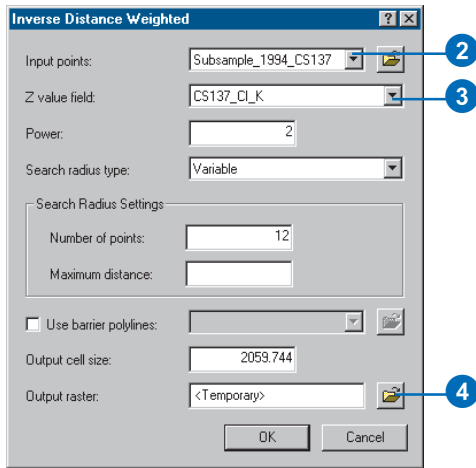 Inverse Distance Weighted
Input points: Subsample_1994_CS137 2
Z value field: CS137_CI_K 3
Power: 2
Search radius type: Variable
Search Radius Settings
Number of points: 12
Maximum distance:
Use barrier polylines:
Output cell size: 2059.744
Output raster: <Temporary> 4
OK Cancel